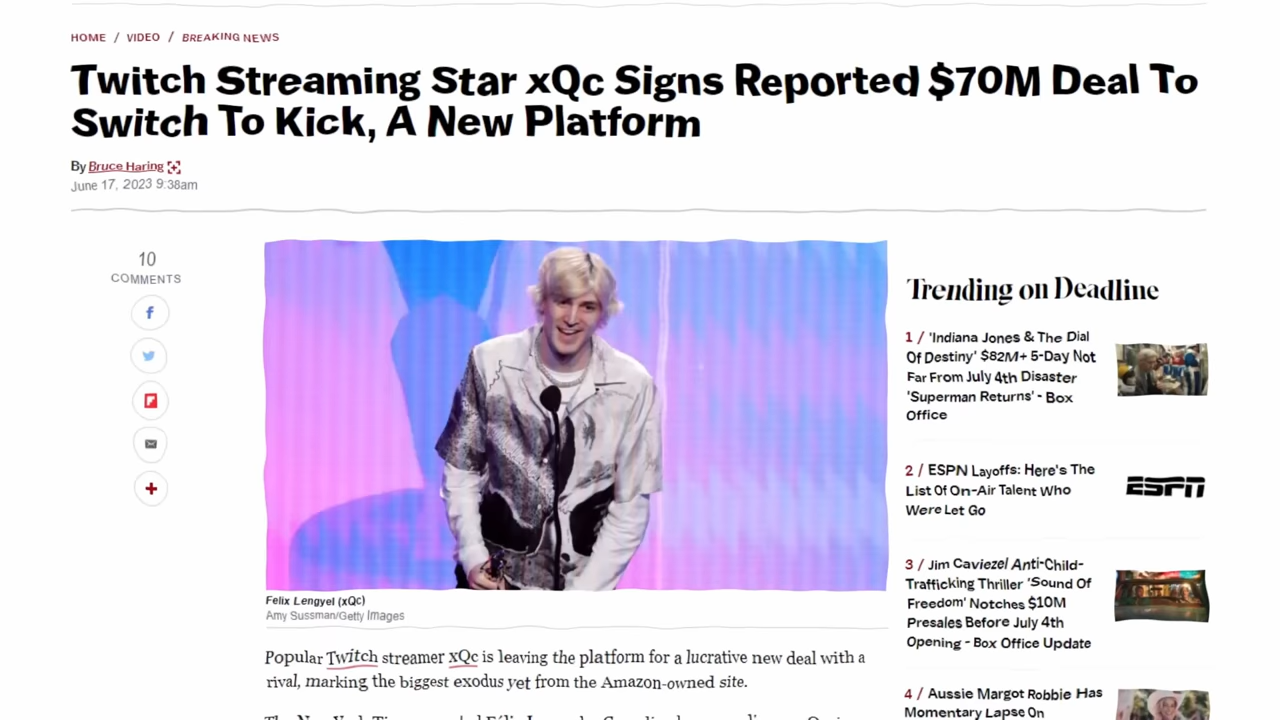 HOME / VIDEO / BREAKING NEWS
Twitch Streaming Star xQc Signs Reported $70M Deal To
Switch To Kick, A New Platform
By Bruce Haring
June 17, 2023 9:38am
10
COMMENTS
Felix Lengyel (xQc)
Amy Sussman/Getty Images
Popular Twitch streamer xQc is leaving the platform for a lucrative new deal with a
rival, marking the biggest exodus yet from the Amazon-owned site.
Trending on Deadline
1 / 'Indiana Jones & The Dial
Of Destiny' $82M+ 5-Day Not
Far From July 4th Disaster
'Superman Returns' - Box
Office
2 / ESPN Layoffs: Here's The
List Of On-Air Talent Who
Were Let Go
ESPN
3 / Jim Caviezel Anti-Child-
Trafficking Thriller 'Sound Of
Freedom' Notches $10M
Presales Before July 4th
Opening - Box Office Update
4 / Aussie Margot Robbie Has
Momentary Lapse On